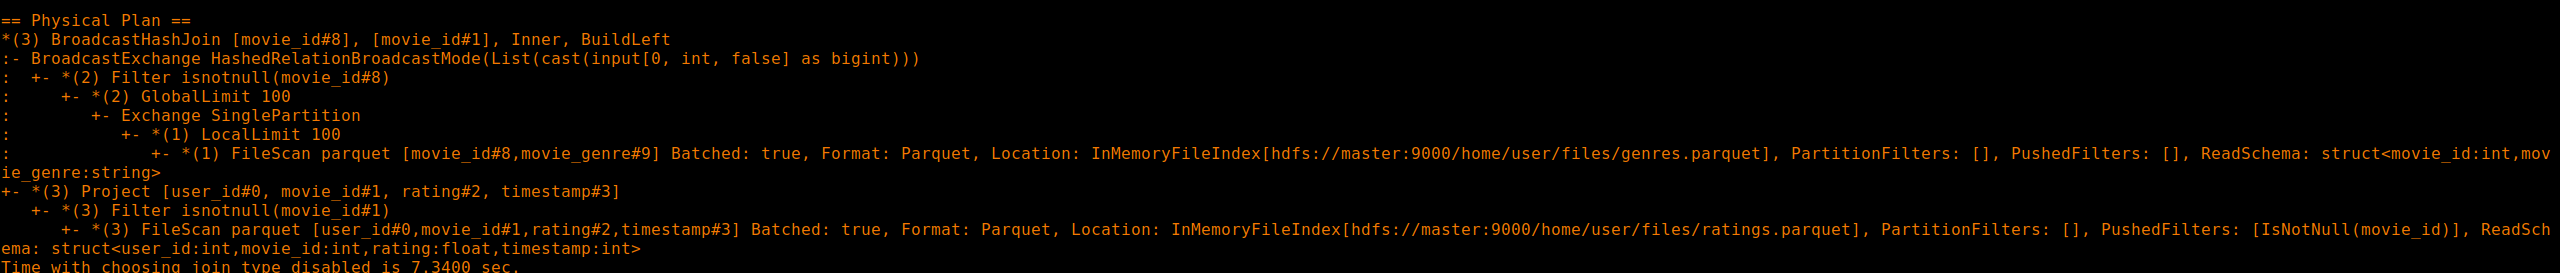 == Physical Plan ==
*(3) BroadcastHashJoin [movie_id#8], [movie_id#1], Inner, BuildLeft
:- BroadcastExchange HashedRelationBroadcastMode(List(cast(input[0, int, false] as bigint)))
:  +- *(2) Filter isnotnull(movie_id#8)
:     +- *(2) GlobalLimit 100
:        +- Exchange SinglePartition
:           +- *(1) LocalLimit 100
:              +- *(1) FileScan parquet [movie_id#8,movie_genre#9] Batched: true, Format: Parquet, Location: InMemoryFileIndex[hdfs://master:9000/home/user/files/genres.parquet], PartitionFilters: [], PushedFilters: [], ReadSchema: struct<movie_id:int,mov
ie_genre:string>
+- *(3) Project [user_id#0, movie_id#1, rating#2, timestamp#3]
   +- *(3) Filter isnotnull(movie_id#1)
      +- *(3) FileScan parquet [user_id#0,movie_id#1,rating#2,timestamp#3] Batched: true, Format: Parquet, Location: InMemoryFileIndex[hdfs://master:9000/home/user/files/ratings.parquet], PartitionFilters: [], PushedFilters: [IsNotNull(movie_id)], ReadSch
ema: struct<user_id:int,movie_id:int,rating:float,timestamp:int>
Time with choosing join type disabled is 7.3400 sec.